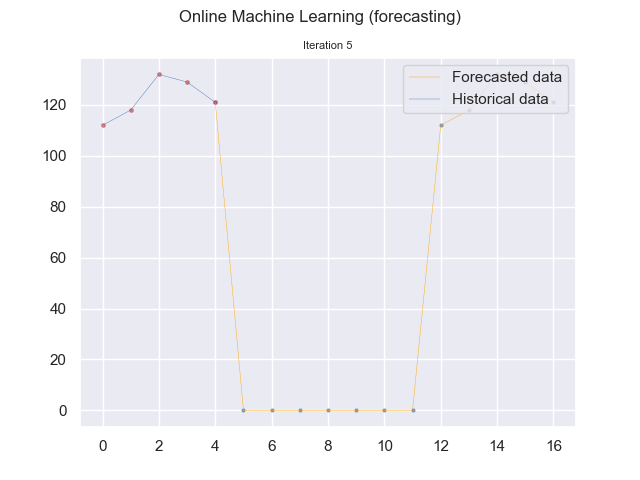 Online Machine Learning (forecasting)
Iteration 5
Forecasted data
Historical data
120
100
80
60
40
20
0
0 2 4 6 8 10 12 14 16